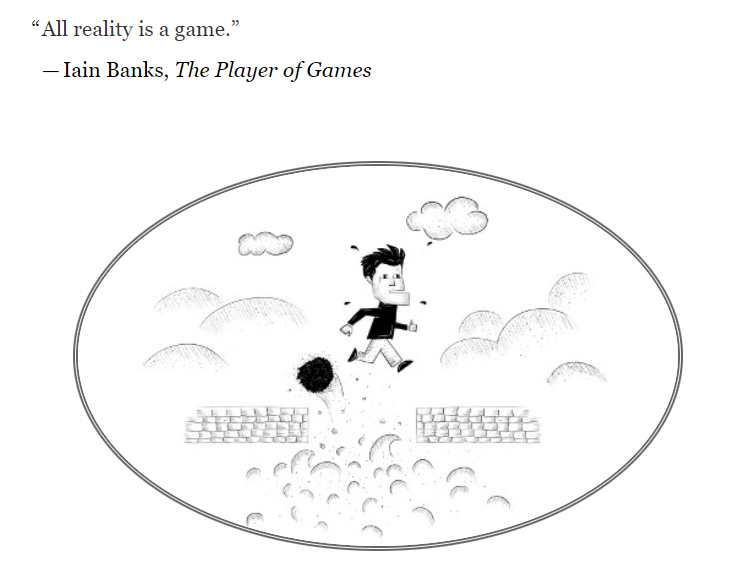 “All reality is a game.”
— Iain Banks, The Player of Games